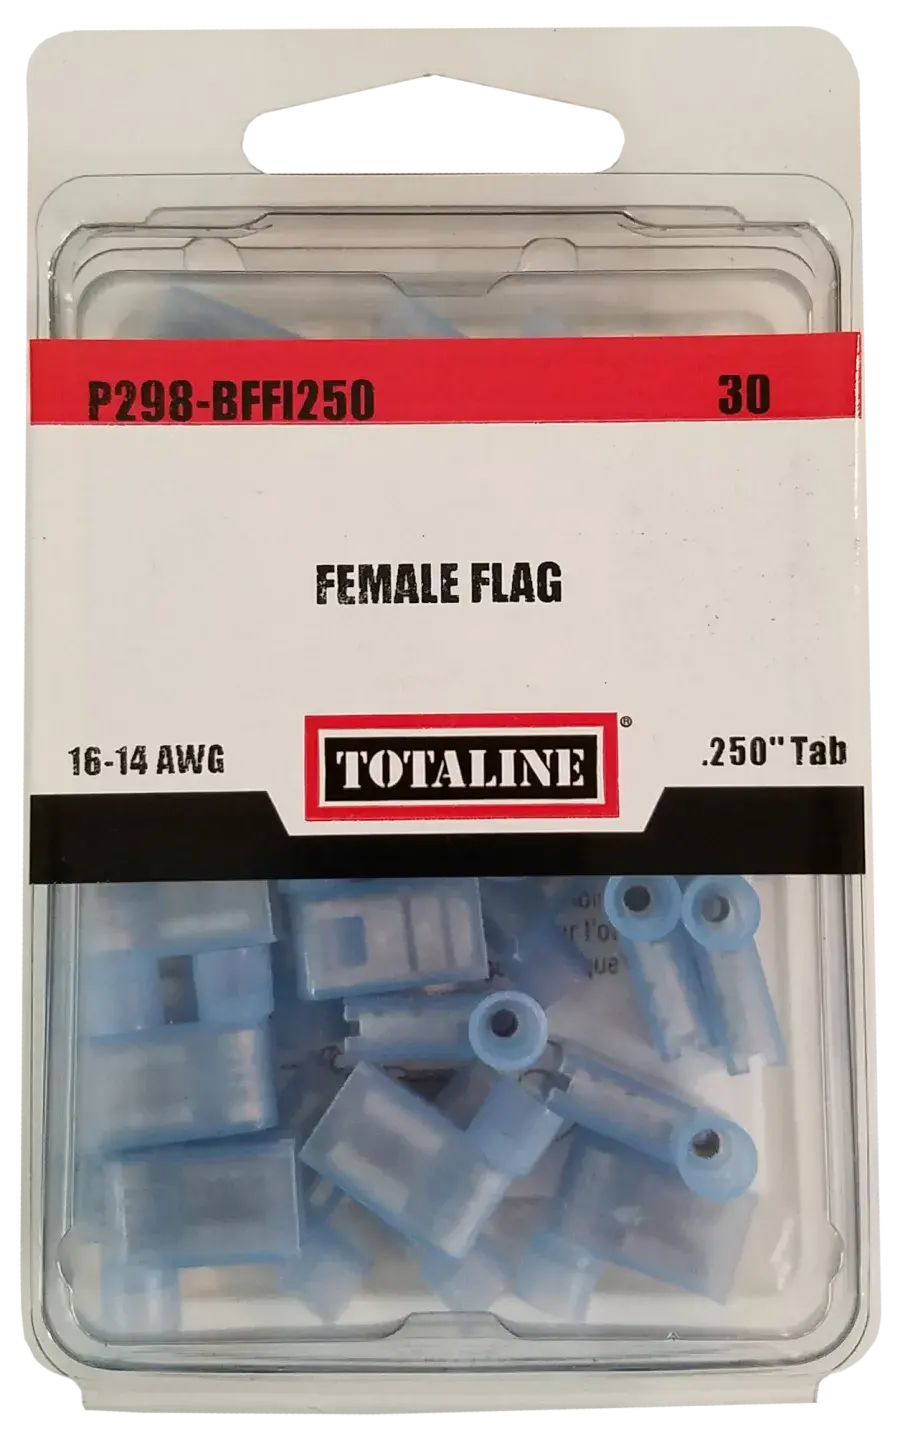 P298-BFFI250 30
FEMALE FLAG
16-14 AWG
TOTALINE®
.250" Tab